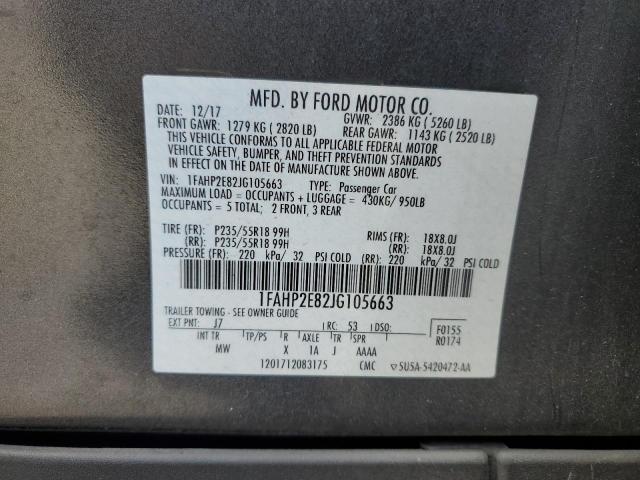 MFD. BY FORD MOTOR CO.
DATE: 12/17 GVWR: 2386 KG ( 5260 LB)
FRONT GAWR: 1279 KG ( 2820 LB) REAR GAWR: 1143 KG ( 2520 LB)
THIS VEHICLE CONFORMS TO ALL APPLICABLE FEDERAL MOTOR
VEHICLE SAFETY, BUMPER, AND THEFT PREVENTION STANDARDS
IN EFFECT ON THE DATE OF MANUFACTURE SHOWN ABOVE.
VIN: 1FAHP2E82JG105663 TYPE: Passenger Car
MAXIMUM LOAD = OCCUPANTS + LUGGAGE = 430KG/ 950LB
OCCUPANTS = 5 TOTAL; 2 FRONT, 3 REAR
TIRE (FR): P235/55R18 99H RIMS (FR): 18X8.0J
(RR): P235/55R18 99H (RR): 18X8.0J
PRESSURE (FR): 220 kPa/ 32 PSI COLD (RR): 220 kPa/ 32 PSI COLD
1FAHP2E82JG105663
TRAILER TOWING - SEE OWNER GUIDE
EXT PNT: J7 RC: 53 DSO: F0155
INT TR TP/PS R AXLE TR SPR R0174
MW X 1A J AAAA
1201712083175 CMC SU5A-5420472-AA